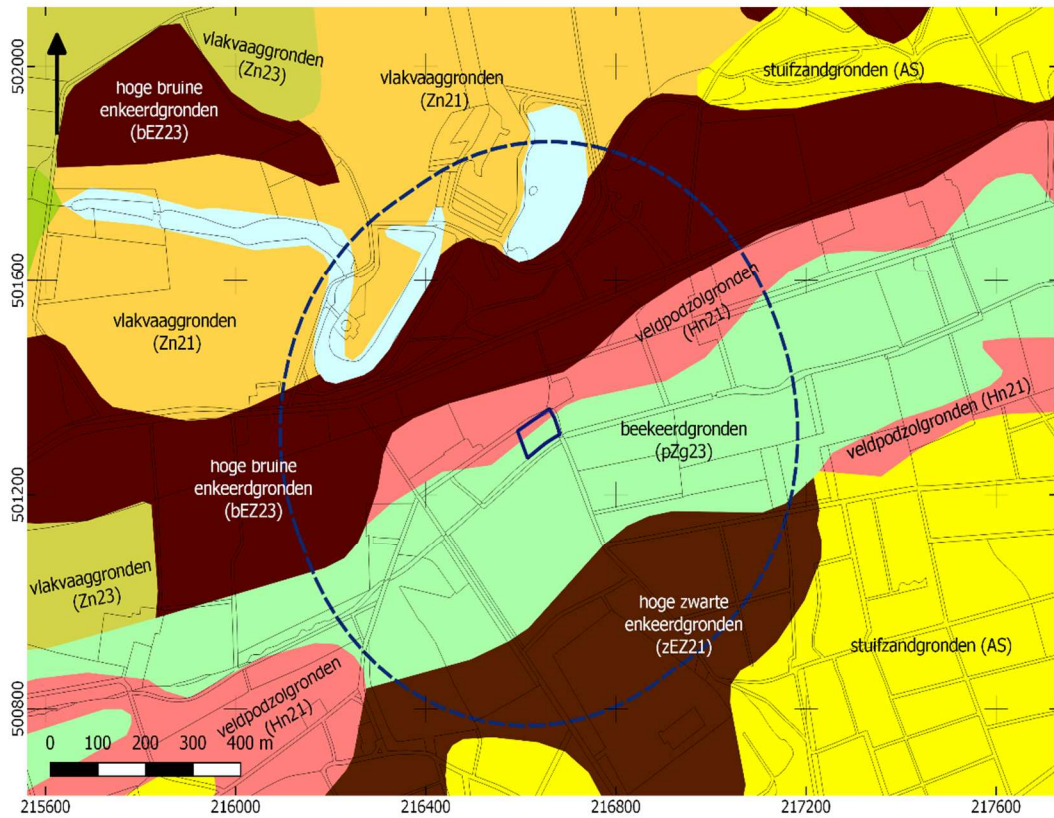 502000
501600
501200
500800
vlakvaaggronden
(Zn23)
hoge bruine
enkeerdgronden
(bEZ23)
vlakvaaggronden
(Zn21)
stuifzandgronden (AS)
vlakvaaggronden
(Zn21)
veldpodzolgronden
(Hn21)
beekeerdgronden
(pZg23)
veldpodzolgronden (Hn21)
hoge bruine
enkeerdgronden
(bEZ23)
vlakvaaggronden
(Zn23)
hoge zwarte
enkeerdgronden
(zEZ21)
stuifzandgronden (AS)
veldpodzolgronden
(Hn21)
0 100 200 300 400 m
215600 216000 216400 216800 217200 217600